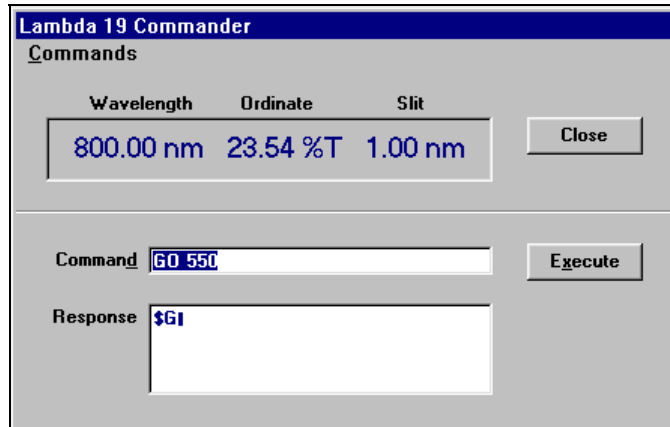 Lambda 19 Commander
Commands
Wavelength Ordinate Slit
800.00 nm 23.54 %T 1.00 nm
Close
Command GO 550
Execute
Response $GI